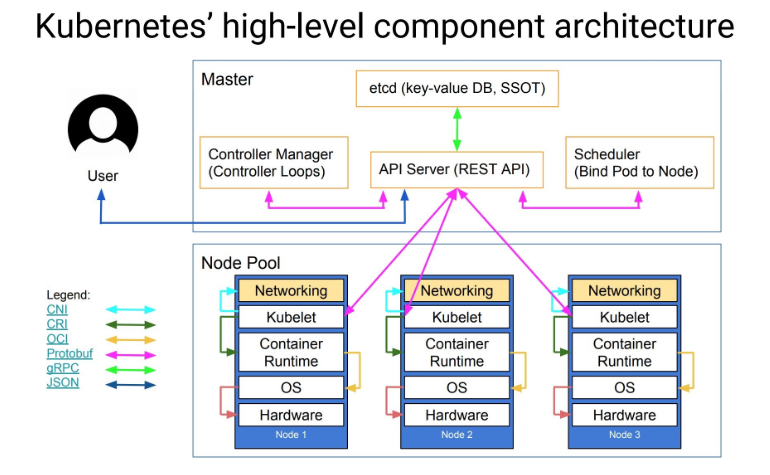 Kubernetes’ high-level component architecture
Master
etcd (key-value DB, SSOT)
User
Controller Manager
(Controller Loops)
API Server (REST API)
Scheduler
(Bind Pod to Node)
Node Pool
Legend:
CNI
CRI
OCI
Protobuf
gRPC
JSON
Networking
Kubelet
Container
Runtime
OS
Hardware
Node 1
Networking
Kubelet
Container
Runtime
OS
Hardware
Node 2
Networking
Kubelet
Container
Runtime
OS
Hardware
Node 3